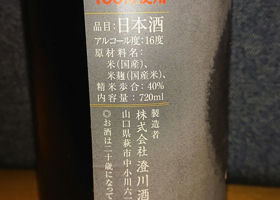 品目:日本酒
アルコール度:16度
原材料名:
米(国産)、
米麹(国産米)、
精米歩合:40%
内容量:720ml
製造者
株式会社 澄川酒
山口県萩市中小川六
◎お酒は二十歳になって